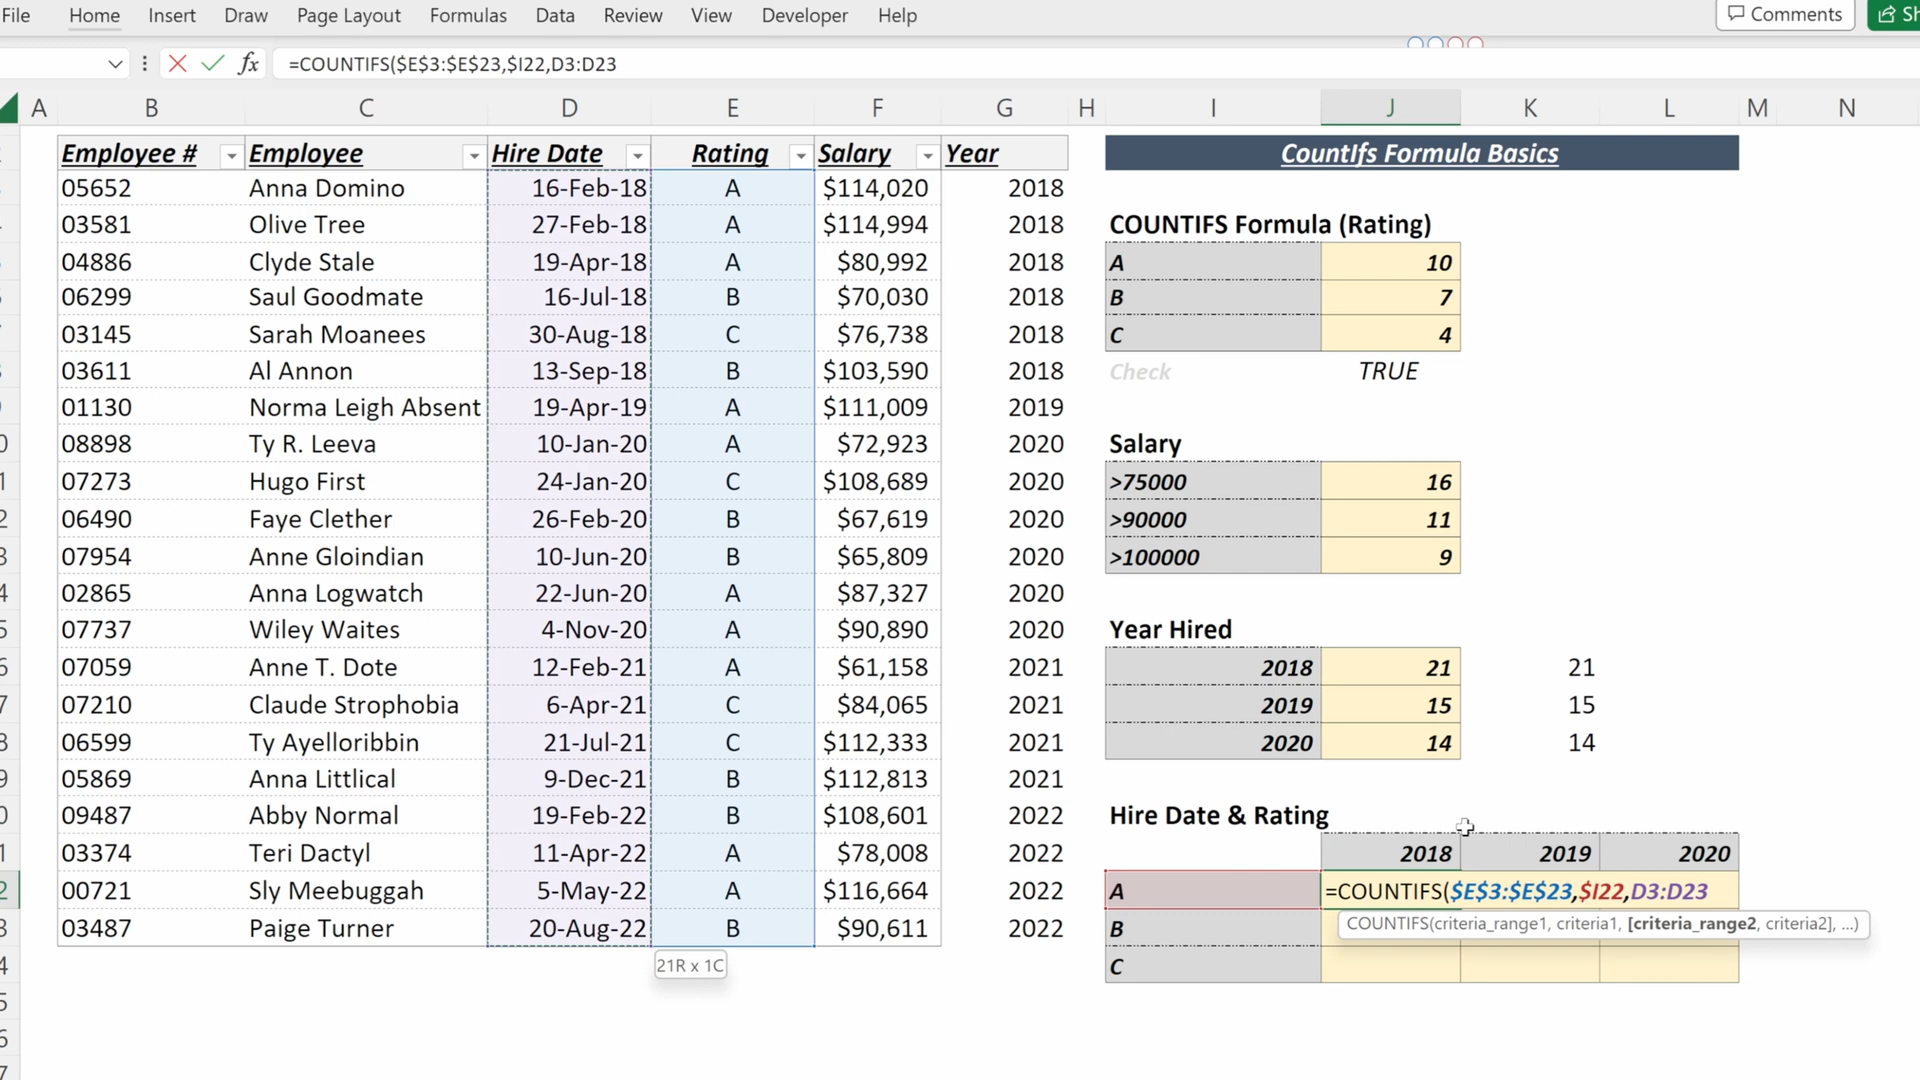 File Home Insert Draw Page Layout Formulas Data Review View Developer Help Comments Sh
fx =COUNTIFS($E$3:$E$23,$I22,D3:D23
A B C D E F G H I J K L M N
Employee # Employee Hire Date Rating Salary Year CountIfs Formula Basics
05652 Anna Domino 16-Feb-18 A $114,020 2018
03581 Olive Tree 27-Feb-18 A $114,994 2018 COUNTIFS Formula (Rating)
04886 Clyde Stale 19-Apr-18 A $80,992 2018 A 10
06299 Saul Goodmate 16-Jul-18 B $70,030 2018 B 7
03145 Sarah Moanees 30-Aug-18 C $76,738 2018 C 4
03611 Al Annon 13-Sep-18 B $103,590 2018 Check TRUE
01130 Norma Leigh Absent 19-Apr-19 A $111,009 2019
08898 Ty R. Leeva 10-Jan-20 A $72,923 2020 Salary
07273 Hugo First 24-Jan-20 C $108,689 2020 >75000 16
06490 Faye Clether 26-Feb-20 B $67,619 2020 >90000 11
07954 Anne Gloindian 10-Jun-20 B $65,809 2020 >100000 9
02865 Anna Logwatch 22-Jun-20 A $87,327 2020
07737 Wiley Waites 4-Nov-20 A $90,890 2020 Year Hired
07059 Anne T. Dote 12-Feb-21 A $61,158 2021 2018 21 21
07210 Claude Strophobia 6-Apr-21 C $84,065 2021 2019 15 15
06599 Ty Ayelloribbin 21-Jul-21 C $112,333 2021 2020 14 14
05869 Anna Littlical 9-Dec-21 B $112,813 2021
09487 Abby Normal 19-Feb-22 B $108,601 2022 Hire Date & Rating
03374 Teri Dactyl 11-Apr-22 A $78,008 2022 2018 2019 2020
00721 Sly Meebuggah 5-May-22 A $116,664 2022 A =COUNTIFS($E$3:$E$23,$I22,D3:D23
03487 Paige Turner 20-Aug-22 B $90,611 2022 B COUNTIFS(criteria_range1, criteria1, [criteria_range2, criteria2], ...)
21R x 1C C